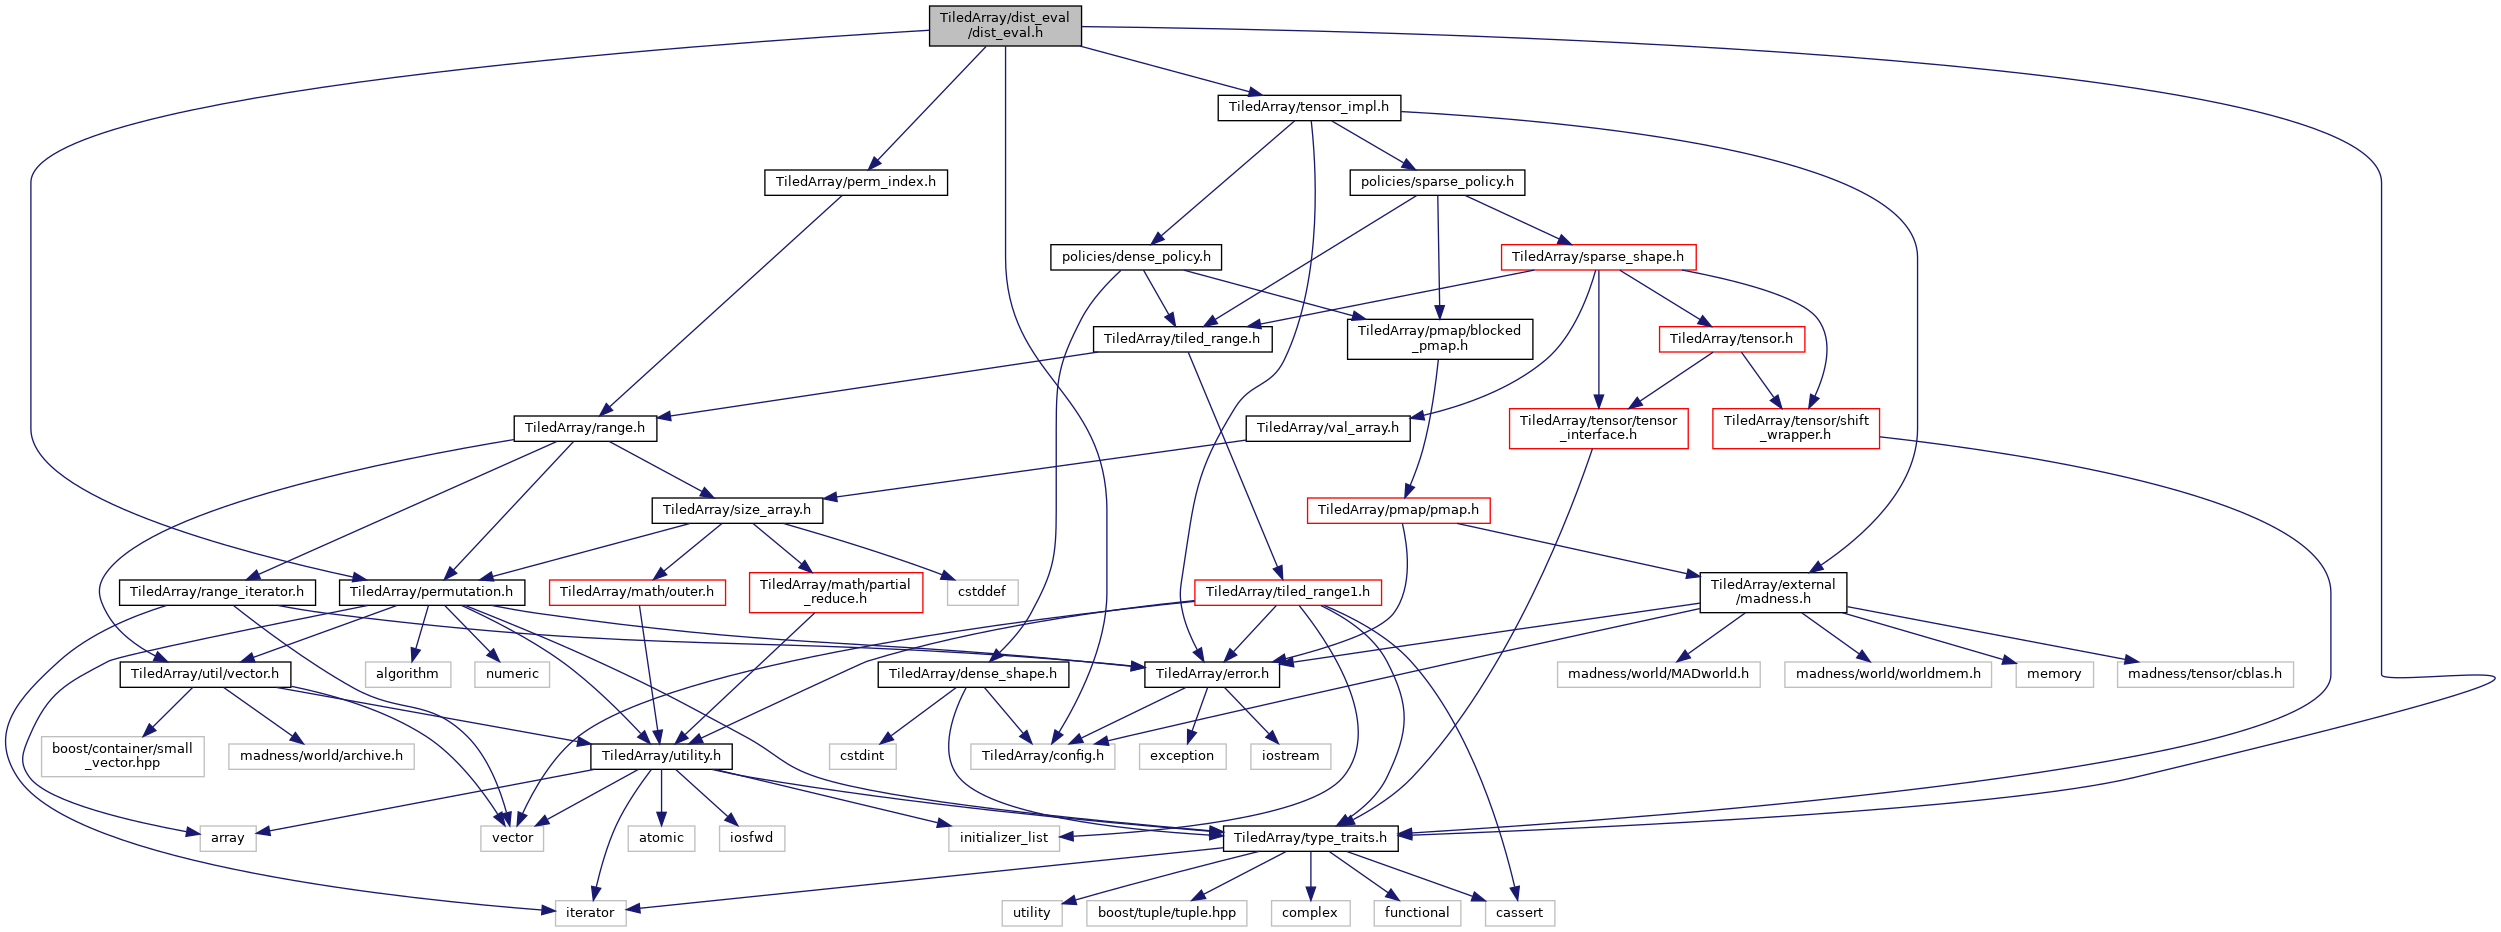 TiledArray/dist_eval
/dist_eval.h
TiledArray/tensor_impl.h
TiledArray/perm_index.h
policies/sparse_policy.h
policies/dense_policy.h
TiledArray/sparse_shape.h
TiledArray/tiled_range.h
TiledArray/pmap/blocked
_pmap.h
TiledArray/tensor.h
TiledArray/range.h
TiledArray/val_array.h
TiledArray/tensor/tensor
_interface.h
TiledArray/tensor/shift
_wrapper.h
TiledArray/size_array.h
TiledArray/pmap/pmap.h
TiledArray/range_iterator.h
TiledArray/permutation.h
TiledArray/math/outer.h
TiledArray/math/partial
_reduce.h
cstddef
TiledArray/tiled_range1.h
TiledArray/external
/madness.h
TiledArray/util/vector.h
algorithm
numeric
TiledArray/dense_shape.h
TiledArray/error.h
madness/world/MADworld.h
madness/world/worldmem.h
memory
madness/tensor/cblas.h
boost/container/small
_vector.hpp
madness/world/archive.h
TiledArray/utility.h
cstdint
TiledArray/config.h
exception
iostream
array
vector
atomic
iosfwd
initializer_list
TiledArray/type_traits.h
iterator
utility
boost/tuple/tuple.hpp
complex
functional
cassert